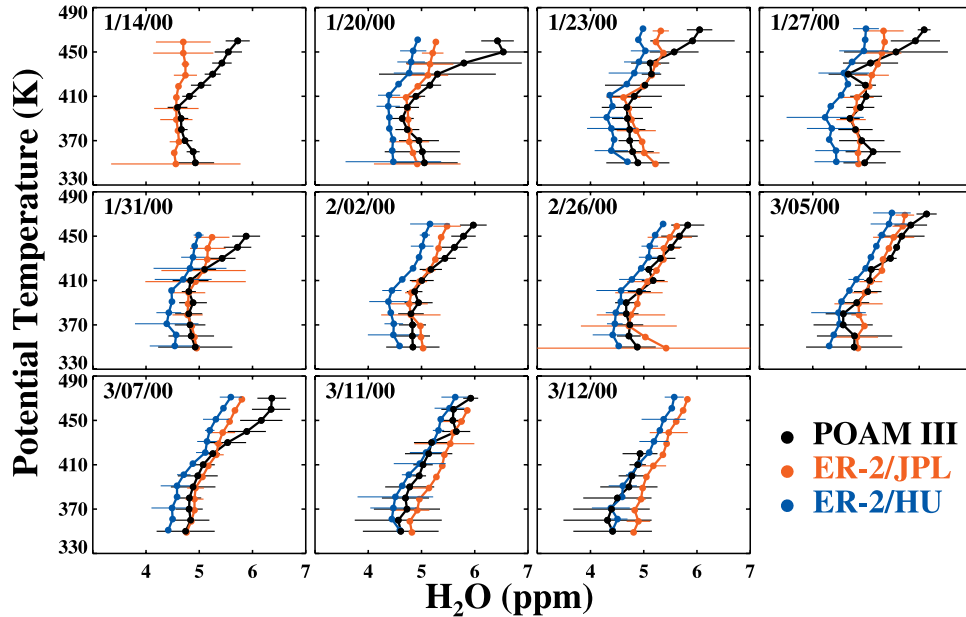 490 1/14/00 1/20/00 1/23/00 1/27/00
450
410
370
330
490 1/31/00 2/02/00 2/26/00 3/05/00
450
410
370
330
490 3/07/00 3/11/00 3/12/00
450
410
370
330
4 5 6 4 5 6 7 4 5 6 7 4 5 6 7
Potential Temperature (K)
H₂O (ppm)
POAM III
ER-2/JPL
ER-2/HU